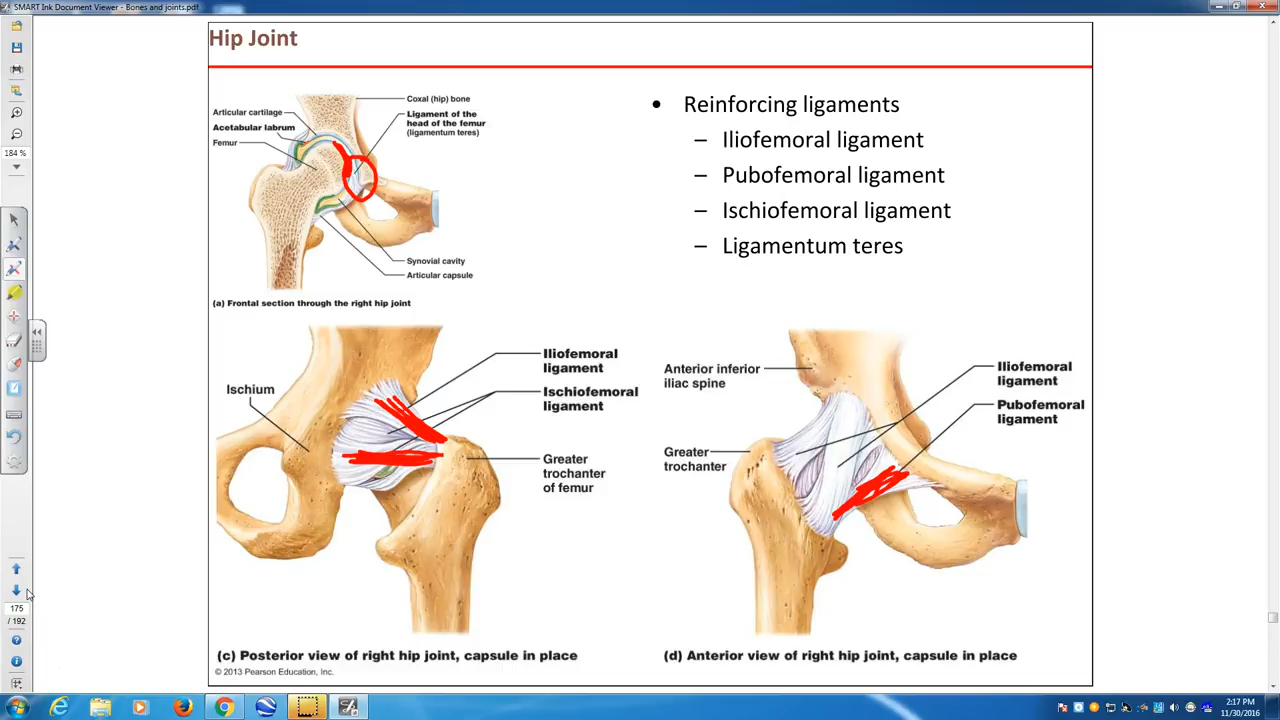 SMART Ink Document Viewer - Bones and joints.pdf
Hip Joint
184 %
Articular cartilage
Acetabular labrum
Femur
Coxal (hip) bone
Ligament of the
head of the femur
(ligamentum teres)
Synovial cavity
Articular capsule
(a) Frontal section through the right hip joint
• Reinforcing ligaments
– Iliofemoral ligament
– Pubofemoral ligament
– Ischiofemoral ligament
– Ligamentum teres
Ischium
Iliofemoral
ligament
Ischiofemoral
ligament
Greater
trochanter
of femur
(c) Posterior view of right hip joint, capsule in place
© 2013 Pearson Education, Inc.
Anterior inferior
iliac spine
Greater
trochanter
Iliofemoral
ligament
Pubofemoral
ligament
(d) Anterior view of right hip joint, capsule in place
175
/ 192
2:17 PM
11/30/2016